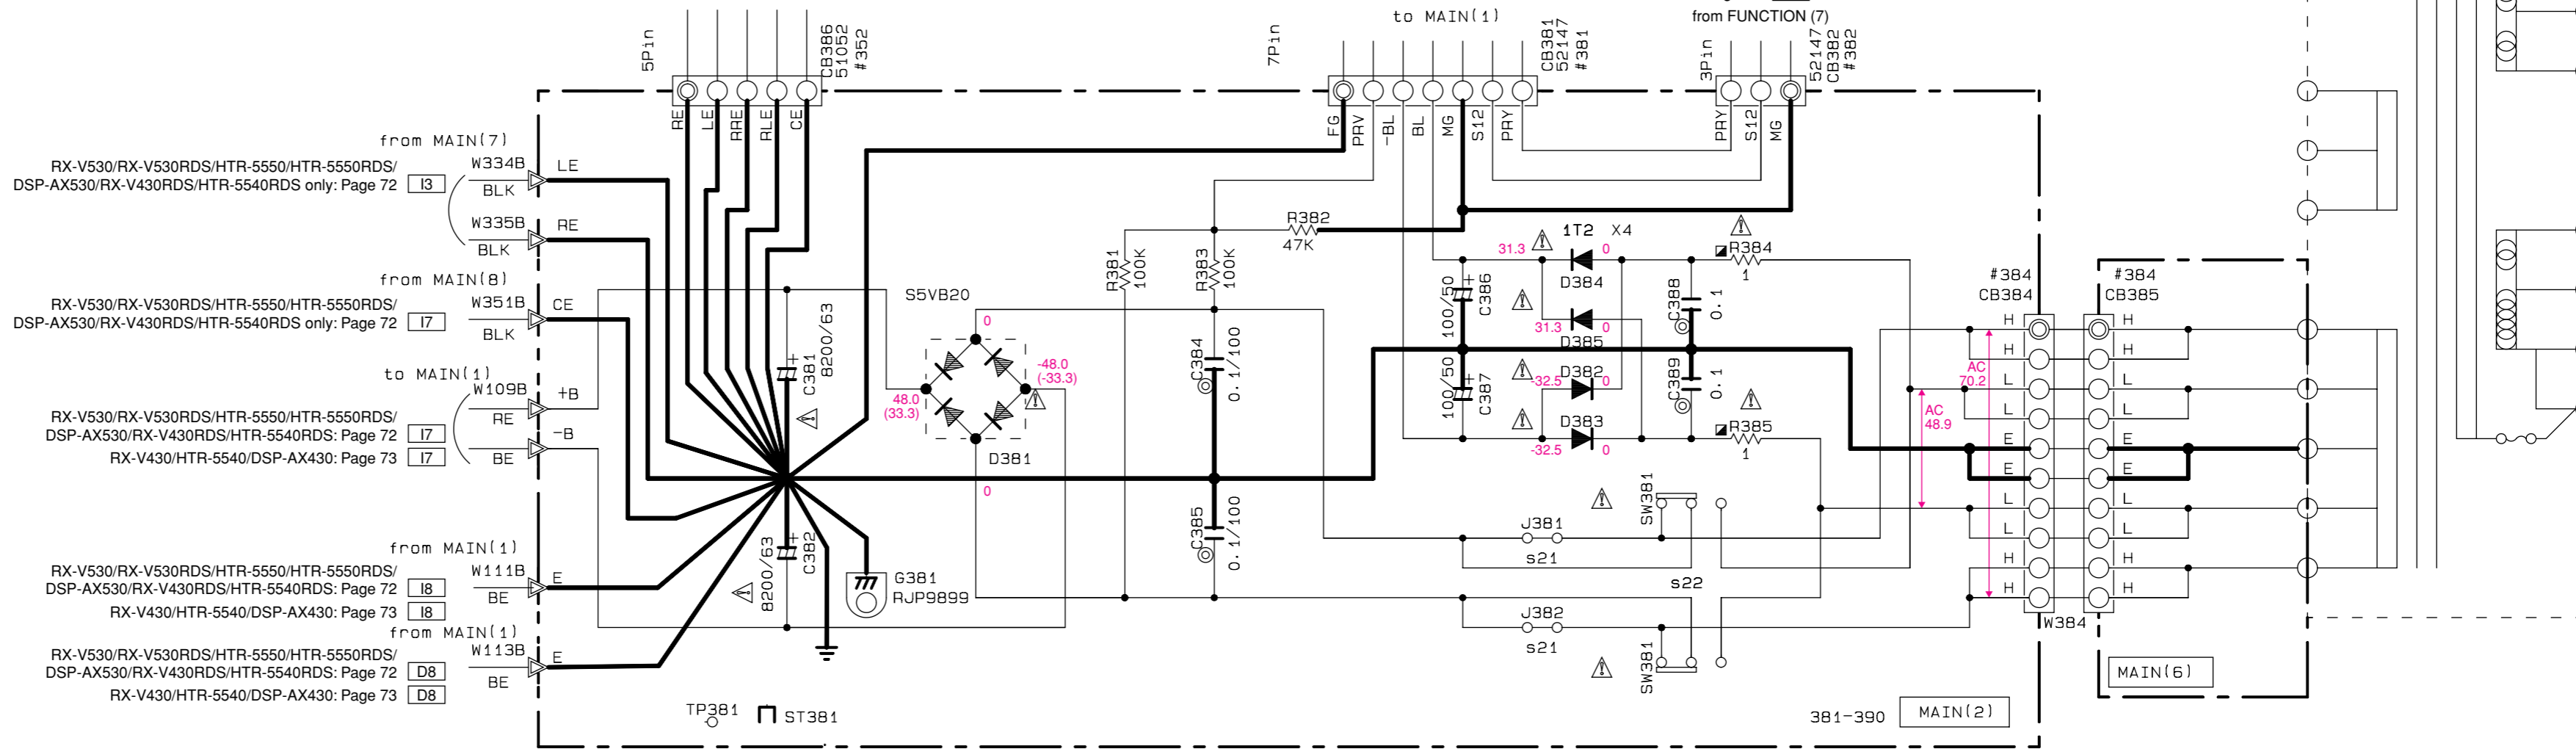 to MAIN(1)
from FUNCTION (7)
5Pin
CB386
51052
#352
7Pin
CB381
52147
#381
3Pin
52147
CB382
#382
RE
LE
RRE
RLE
CE
FG
PRV
-BL
BL
MG
S12
PRY
PRY
S12
MG
from MAIN(7)
RX-V530/RX-V530RDS/HTR-5550/HTR-5550RDS/
DSP-AX530/RX-V430RDS/HTR-5540RDS only: Page 72 I3
W334B
BLK
LE
W335B
BLK
RE
from MAIN(8)
RX-V530/RX-V530RDS/HTR-5550/HTR-5550RDS/
DSP-AX530/RX-V430RDS/HTR-5540RDS only: Page 72 I7
W351B
BLK
CE
to MAIN(1)
W109B
RE
+B
-B
BE
RX-V530/RX-V530RDS/HTR-5550/HTR-5550RDS/
DSP-AX530/RX-V430RDS/HTR-5540RDS: Page 72 I7
RX-V430/HTR-5540/DSP-AX430: Page 73 I7
from MAIN(1)
RX-V530/RX-V530RDS/HTR-5550/HTR-5550RDS/
DSP-AX530/RX-V430RDS/HTR-5540RDS: Page 72 I8
RX-V430/HTR-5540/DSP-AX430: Page 73 I8
W111B
BE
E
from MAIN(1)
RX-V530/RX-V530RDS/HTR-5550/HTR-5550RDS/
DSP-AX530/RX-V430RDS/HTR-5540RDS: Page 72 D8
RX-V430/HTR-5540/DSP-AX430: Page 73 D8
W113B
BE
E
C381
8200/63
8200/63
C382
G381
RJP9899
TP381
ST381
S5VB20
0
-48.0
(-33.3)
48.0
(33.3)
D381
0
R381
100K
R383
100K
R382
47K
C384
0.1/100
C385
0.1/100
100/50
C386
100/50
C387
1T2 X4
31.3
0
D384
31.3
0
D385
D382
-32.5
0
D383
-32.5
0
C388
0.1
C389
0.1
R384
1
R385
1
J381
s21
SW381
s22
J382
s21
SW381
AC
70.2
AC
48.9
#384
CB384
H
H
L
L
E
E
L
L
H
H
W384
#384
CB385
H
H
L
L
E
E
L
L
H
H
381-390
MAIN(2)
MAIN(6)